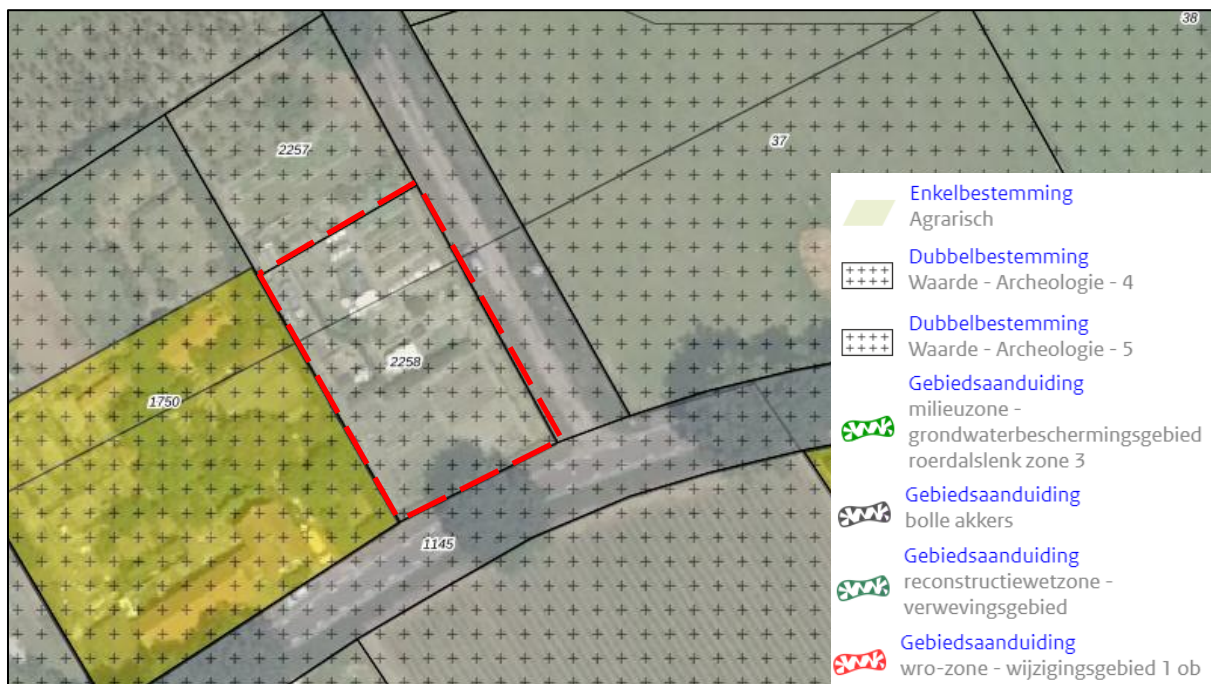 38
2257
37
2258
1750
1145
Enkelbestemming
Agrarisch
Dubbelbestemming
Waarde - Archeologie - 4
Dubbelbestemming
Waarde - Archeologie - 5
Gebiedsaanduiding
milieuzone -
grondwaterbeschermingsgebied
roerdalslenk zone 3
Gebiedsaanduiding
bolle akkers
Gebiedsaanduiding
reconstructiewetzone -
verwevingsgebied
Gebiedsaanduiding
wro-zone - wijzigingsgebied 1 ob